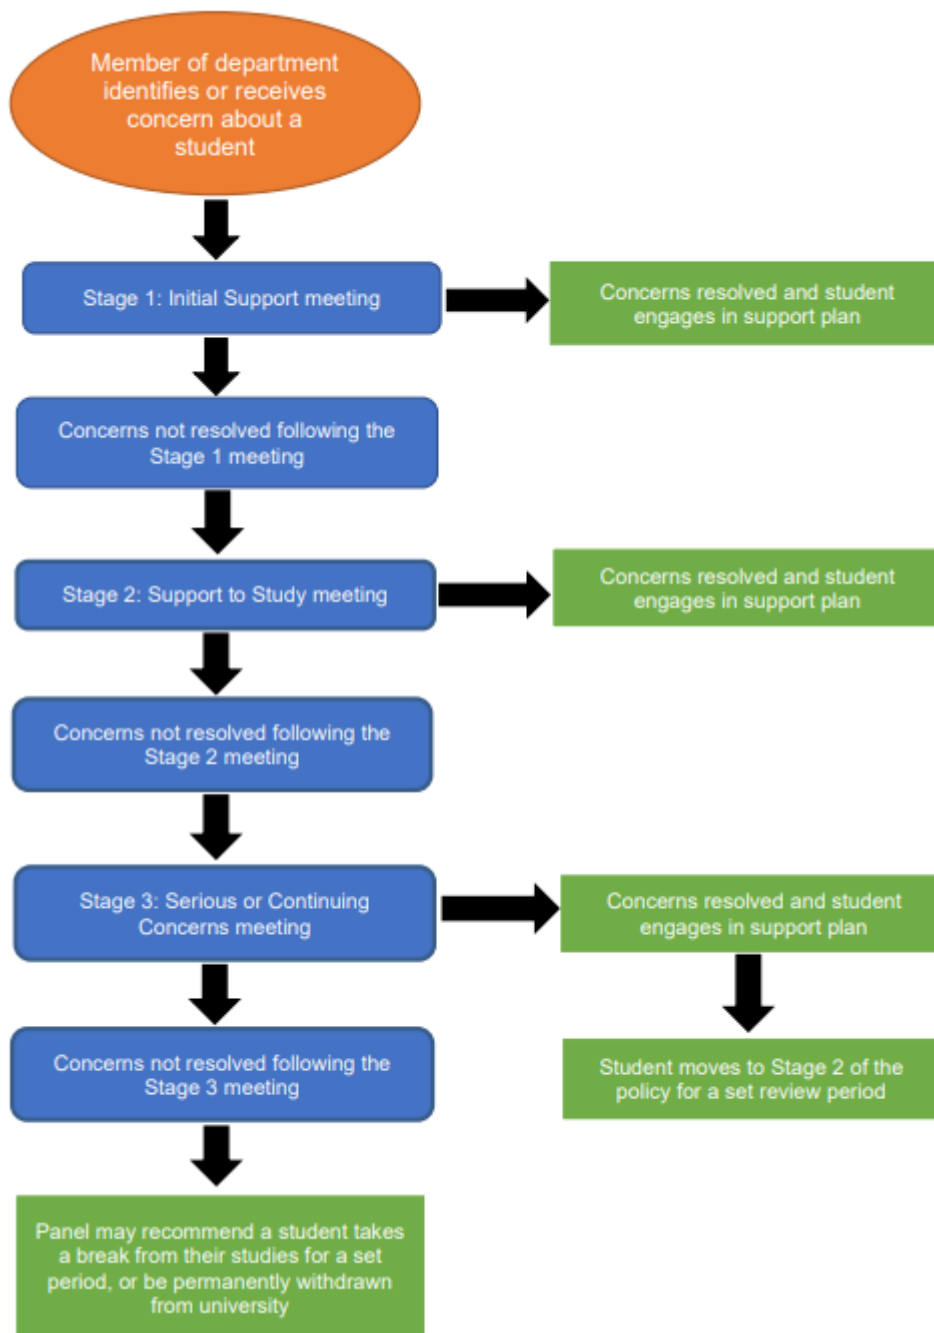 Member of department
identifies or receives
concern about a
student
Stage 1: Initial Support meeting
Concerns resolved and student
engages in support plan
Concerns not resolved following the
Stage 1 meeting
Stage 2: Support to Study meeting
Concerns resolved and student
engages in support plan
Concerns not resolved following the
Stage 2 meeting
Stage 3: Serious or Continuing
Concerns meeting
Concerns resolved and student
engages in support plan
Concerns not resolved following the
Stage 3 meeting
Student moves to Stage 2 of the
policy for a set review period
Panel may recommend a student takes
a break from their studies for a set
period, or be permanently withdrawn
from university